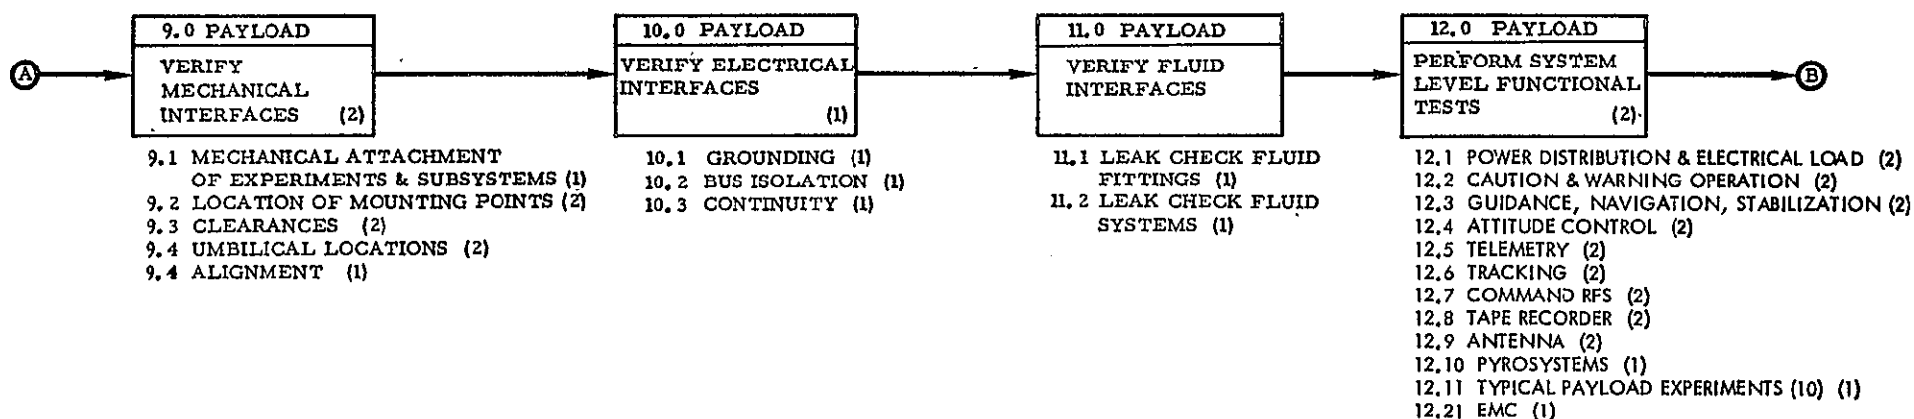 A
9.0 PAYLOAD
VERIFY
MECHANICAL
INTERFACES (2)
9.1 MECHANICAL ATTACHMENT
OF EXPERIMENTS & SUBSYSTEMS (1)
9.2 LOCATION OF MOUNTING POINTS (2)
9.3 CLEARANCES (2)
9.4 UMBILICAL LOCATIONS (2)
9.4 ALIGNMENT (1)
10.0 PAYLOAD
VERIFY ELECTRICAL
INTERFACES
(1)
10.1 GROUNDING (1)
10.2 BUS ISOLATION (1)
10.3 CONTINUITY (1)
11.0 PAYLOAD
VERIFY FLUID
INTERFACES
11.1 LEAK CHECK FLUID
FITTINGS (1)
11.2 LEAK CHECK FLUID
SYSTEMS (1)
12.0 PAYLOAD
PERFORM SYSTEM
LEVEL FUNCTIONAL
TESTS (2)
12.1 POWER DISTRIBUTION & ELECTRICAL LOAD (2)
12.2 CAUTION & WARNING OPERATION (2)
12.3 GUIDANCE, NAVIGATION, STABILIZATION (2)
12.4 ATTITUDE CONTROL (2)
12.5 TELEMETRY (2)
12.6 TRACKING (2)
12.7 COMMAND RFS (2)
12.8 TAPE RECORDER (2)
12.9 ANTENNA (2)
12.10 PYROSYSTEMS (1)
12.11 TYPICAL PAYLOAD EXPERIMENTS (10) (1)
12.21 EMC (1)
B